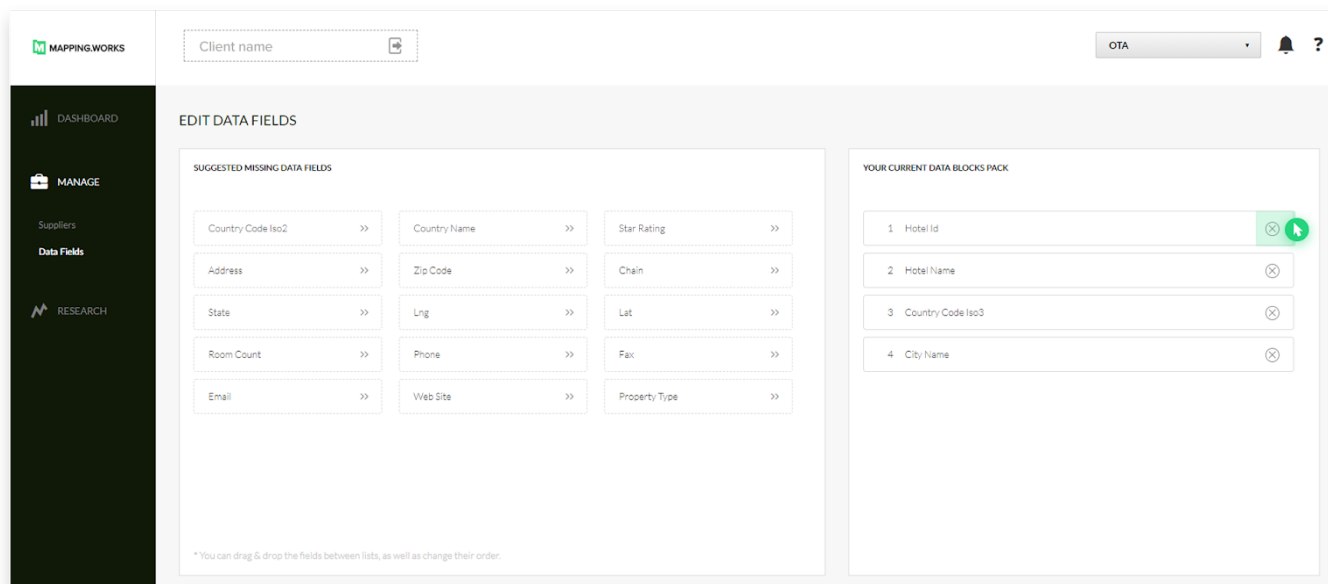 M MAPPING.WORKS
Client name
OTA
?
DASHBOARD
MANAGE
Suppliers
Data Fields
RESEARCH
EDIT DATA FIELDS
SUGGESTED MISSING DATA FIELDS
Country Code Iso2 >> Country Name >> Star Rating >>
Address >> Zip Code >> Chain >>
State >> Lng >> Lat >>
Room Count >> Phone >> Fax >>
Email >> Web Site >> Property Type >>
* You can drag & drop the fields between lists, as well as change their order.
YOUR CURRENT DATA BLOCKS PACK
1 Hotel Id
2 Hotel Name
3 Country Code Iso3
4 City Name